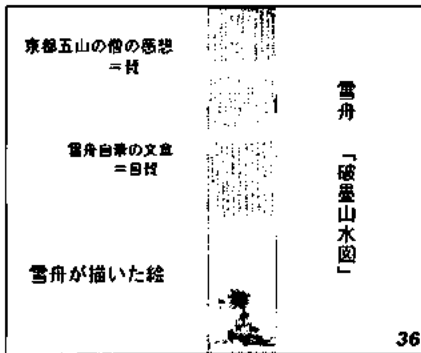 京都五山の僧の感想
＝賛
雪舟自筆の文章
＝自賛
雪舟が描いた絵
雪舟 「破墨山水図」
36